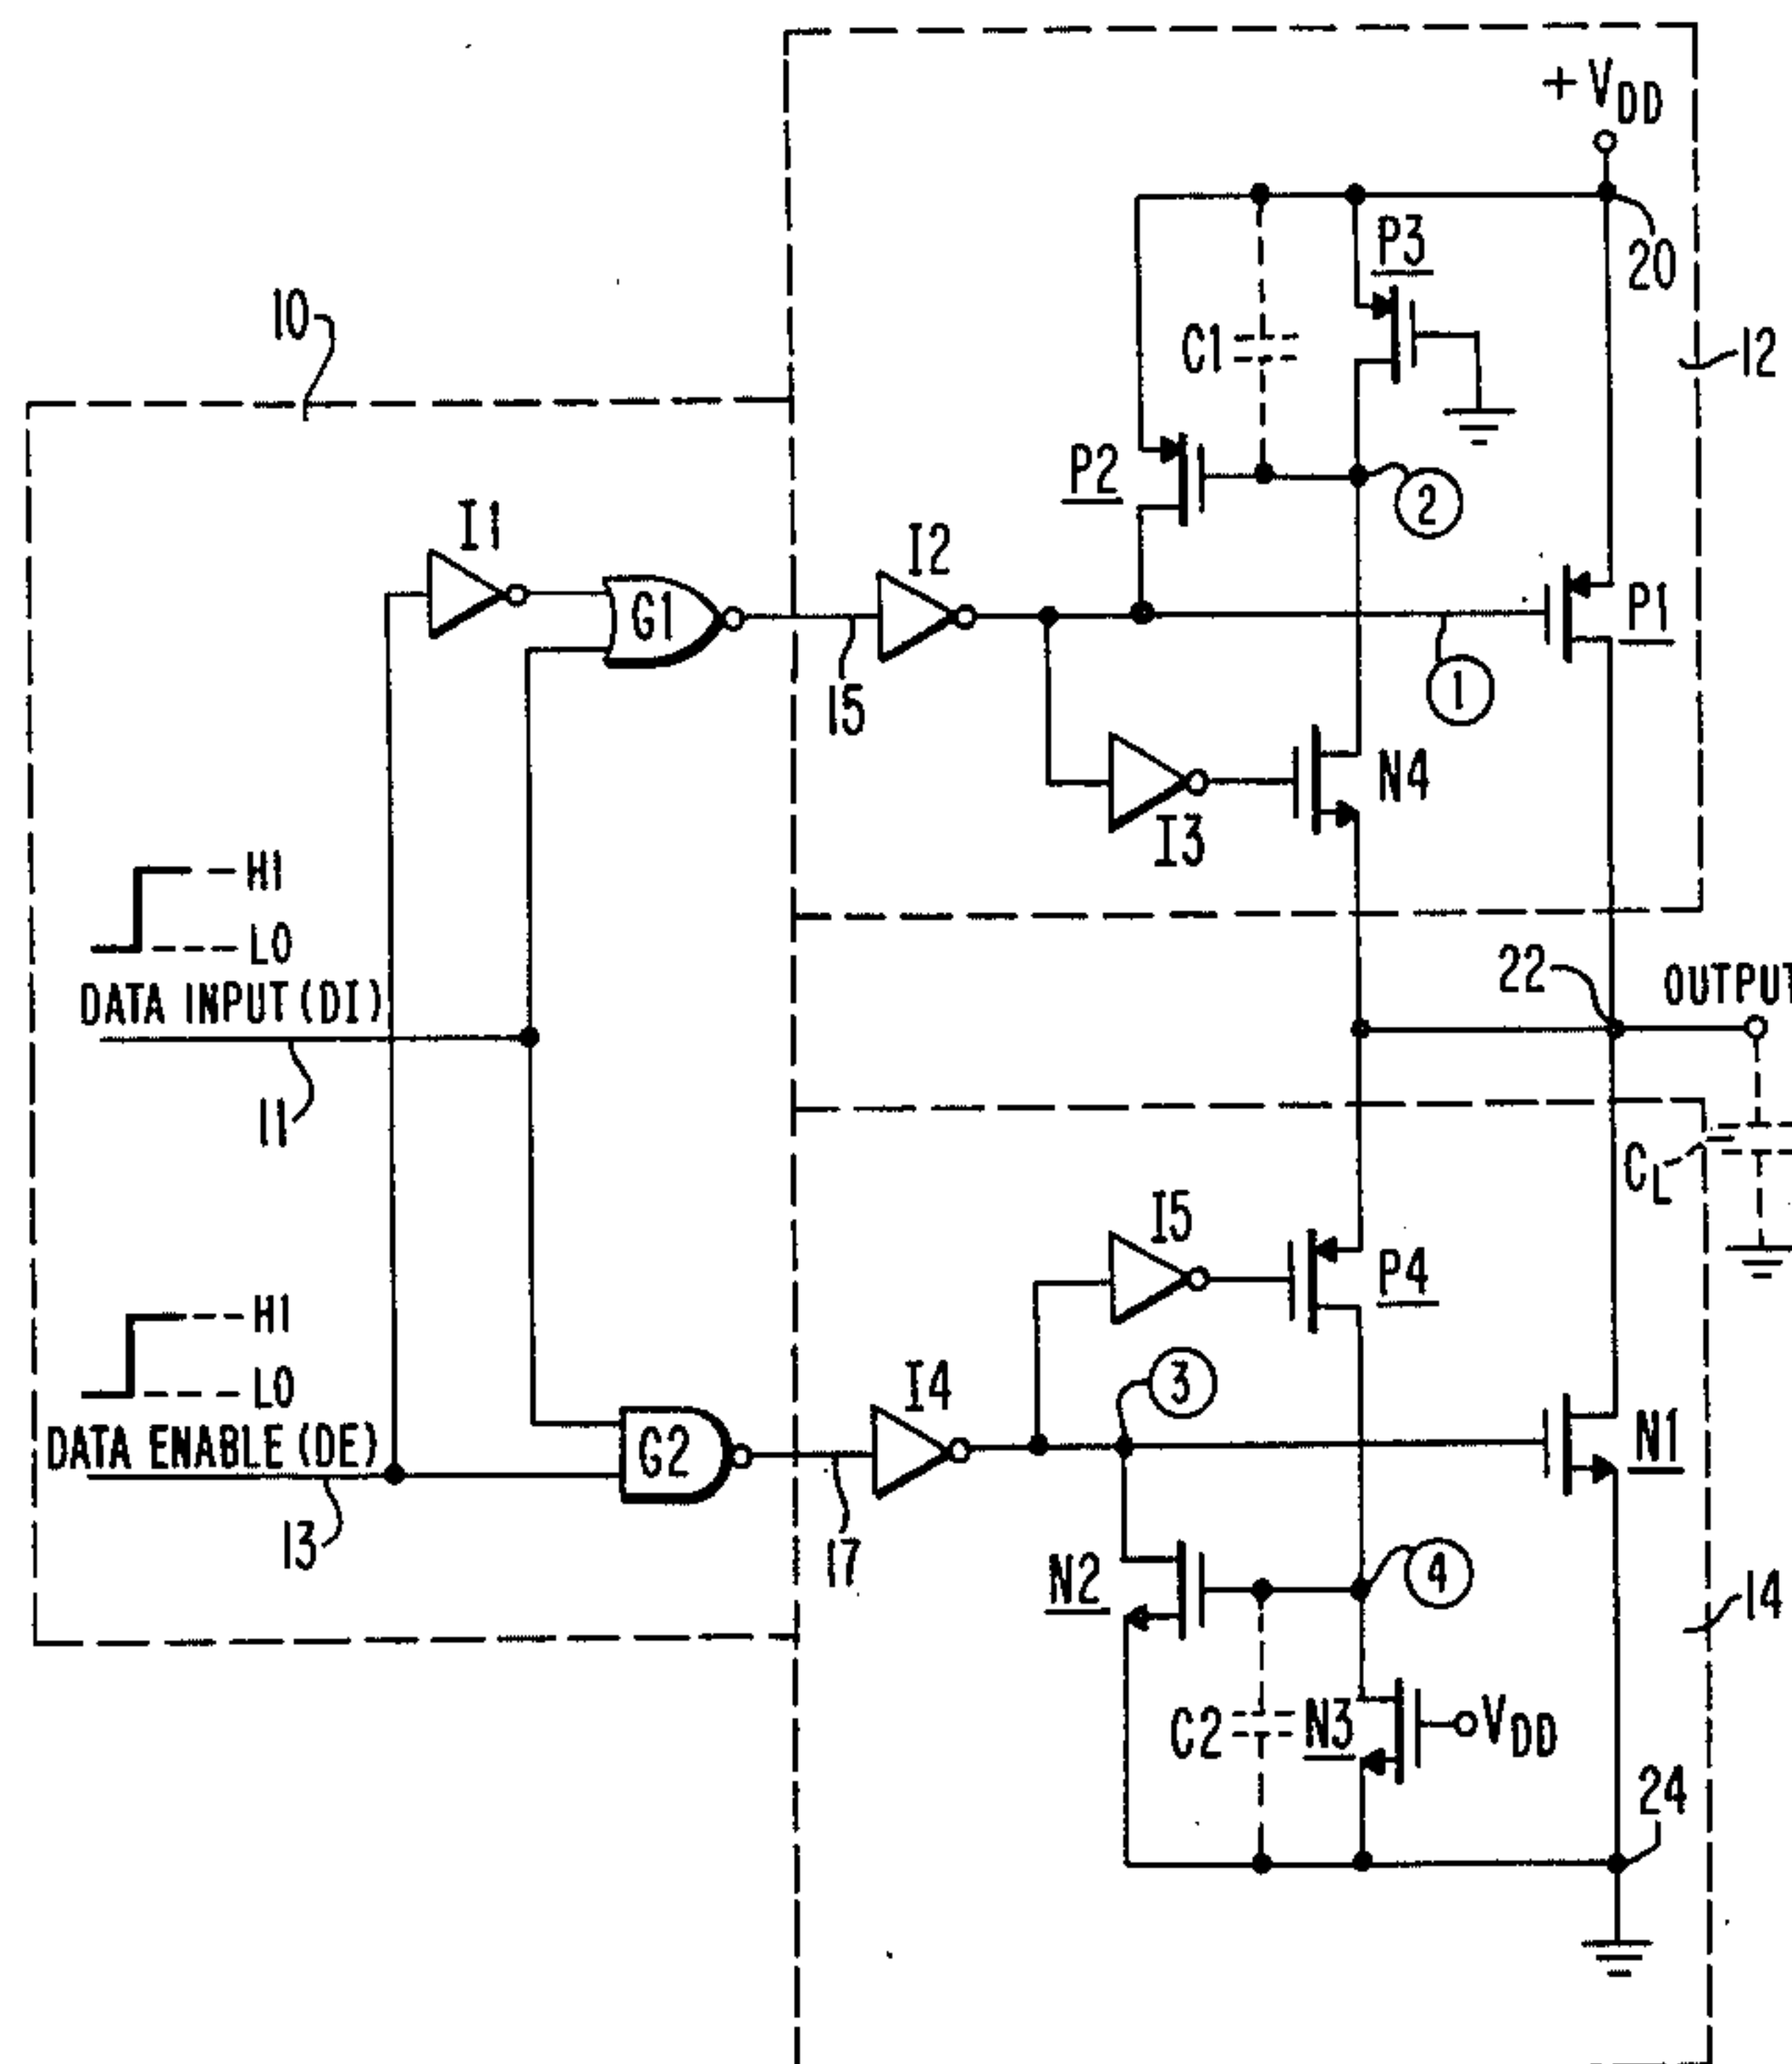 +VDD
P3
20
10
C1
12
P2
2
I1
I2
G1
P1
15
1
N4
I3
HI
LO
DATA INPUT (DI)
22
OUTPUT
11
CL
I5
P4
HI
LO
3
I4
DATA ENABLE (DE)
G2
N1
13
17
N2
4
14
C2
N3
VDD
24